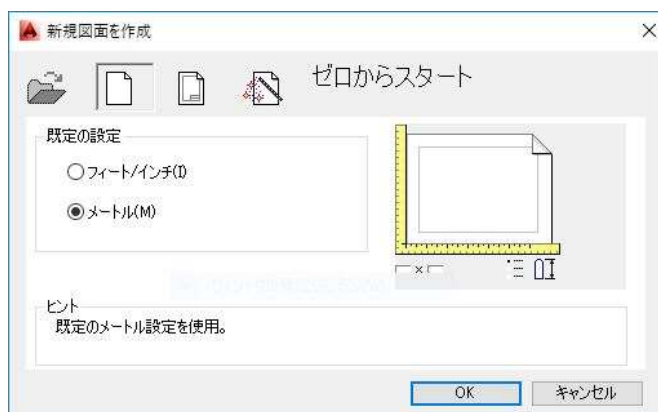 新規図面を作成
ゼロからスタート
既定の設定
フィート/インチ(I)
メートル(M)
ヒント
既定のメートル設定を使用。
OK
キャンセル